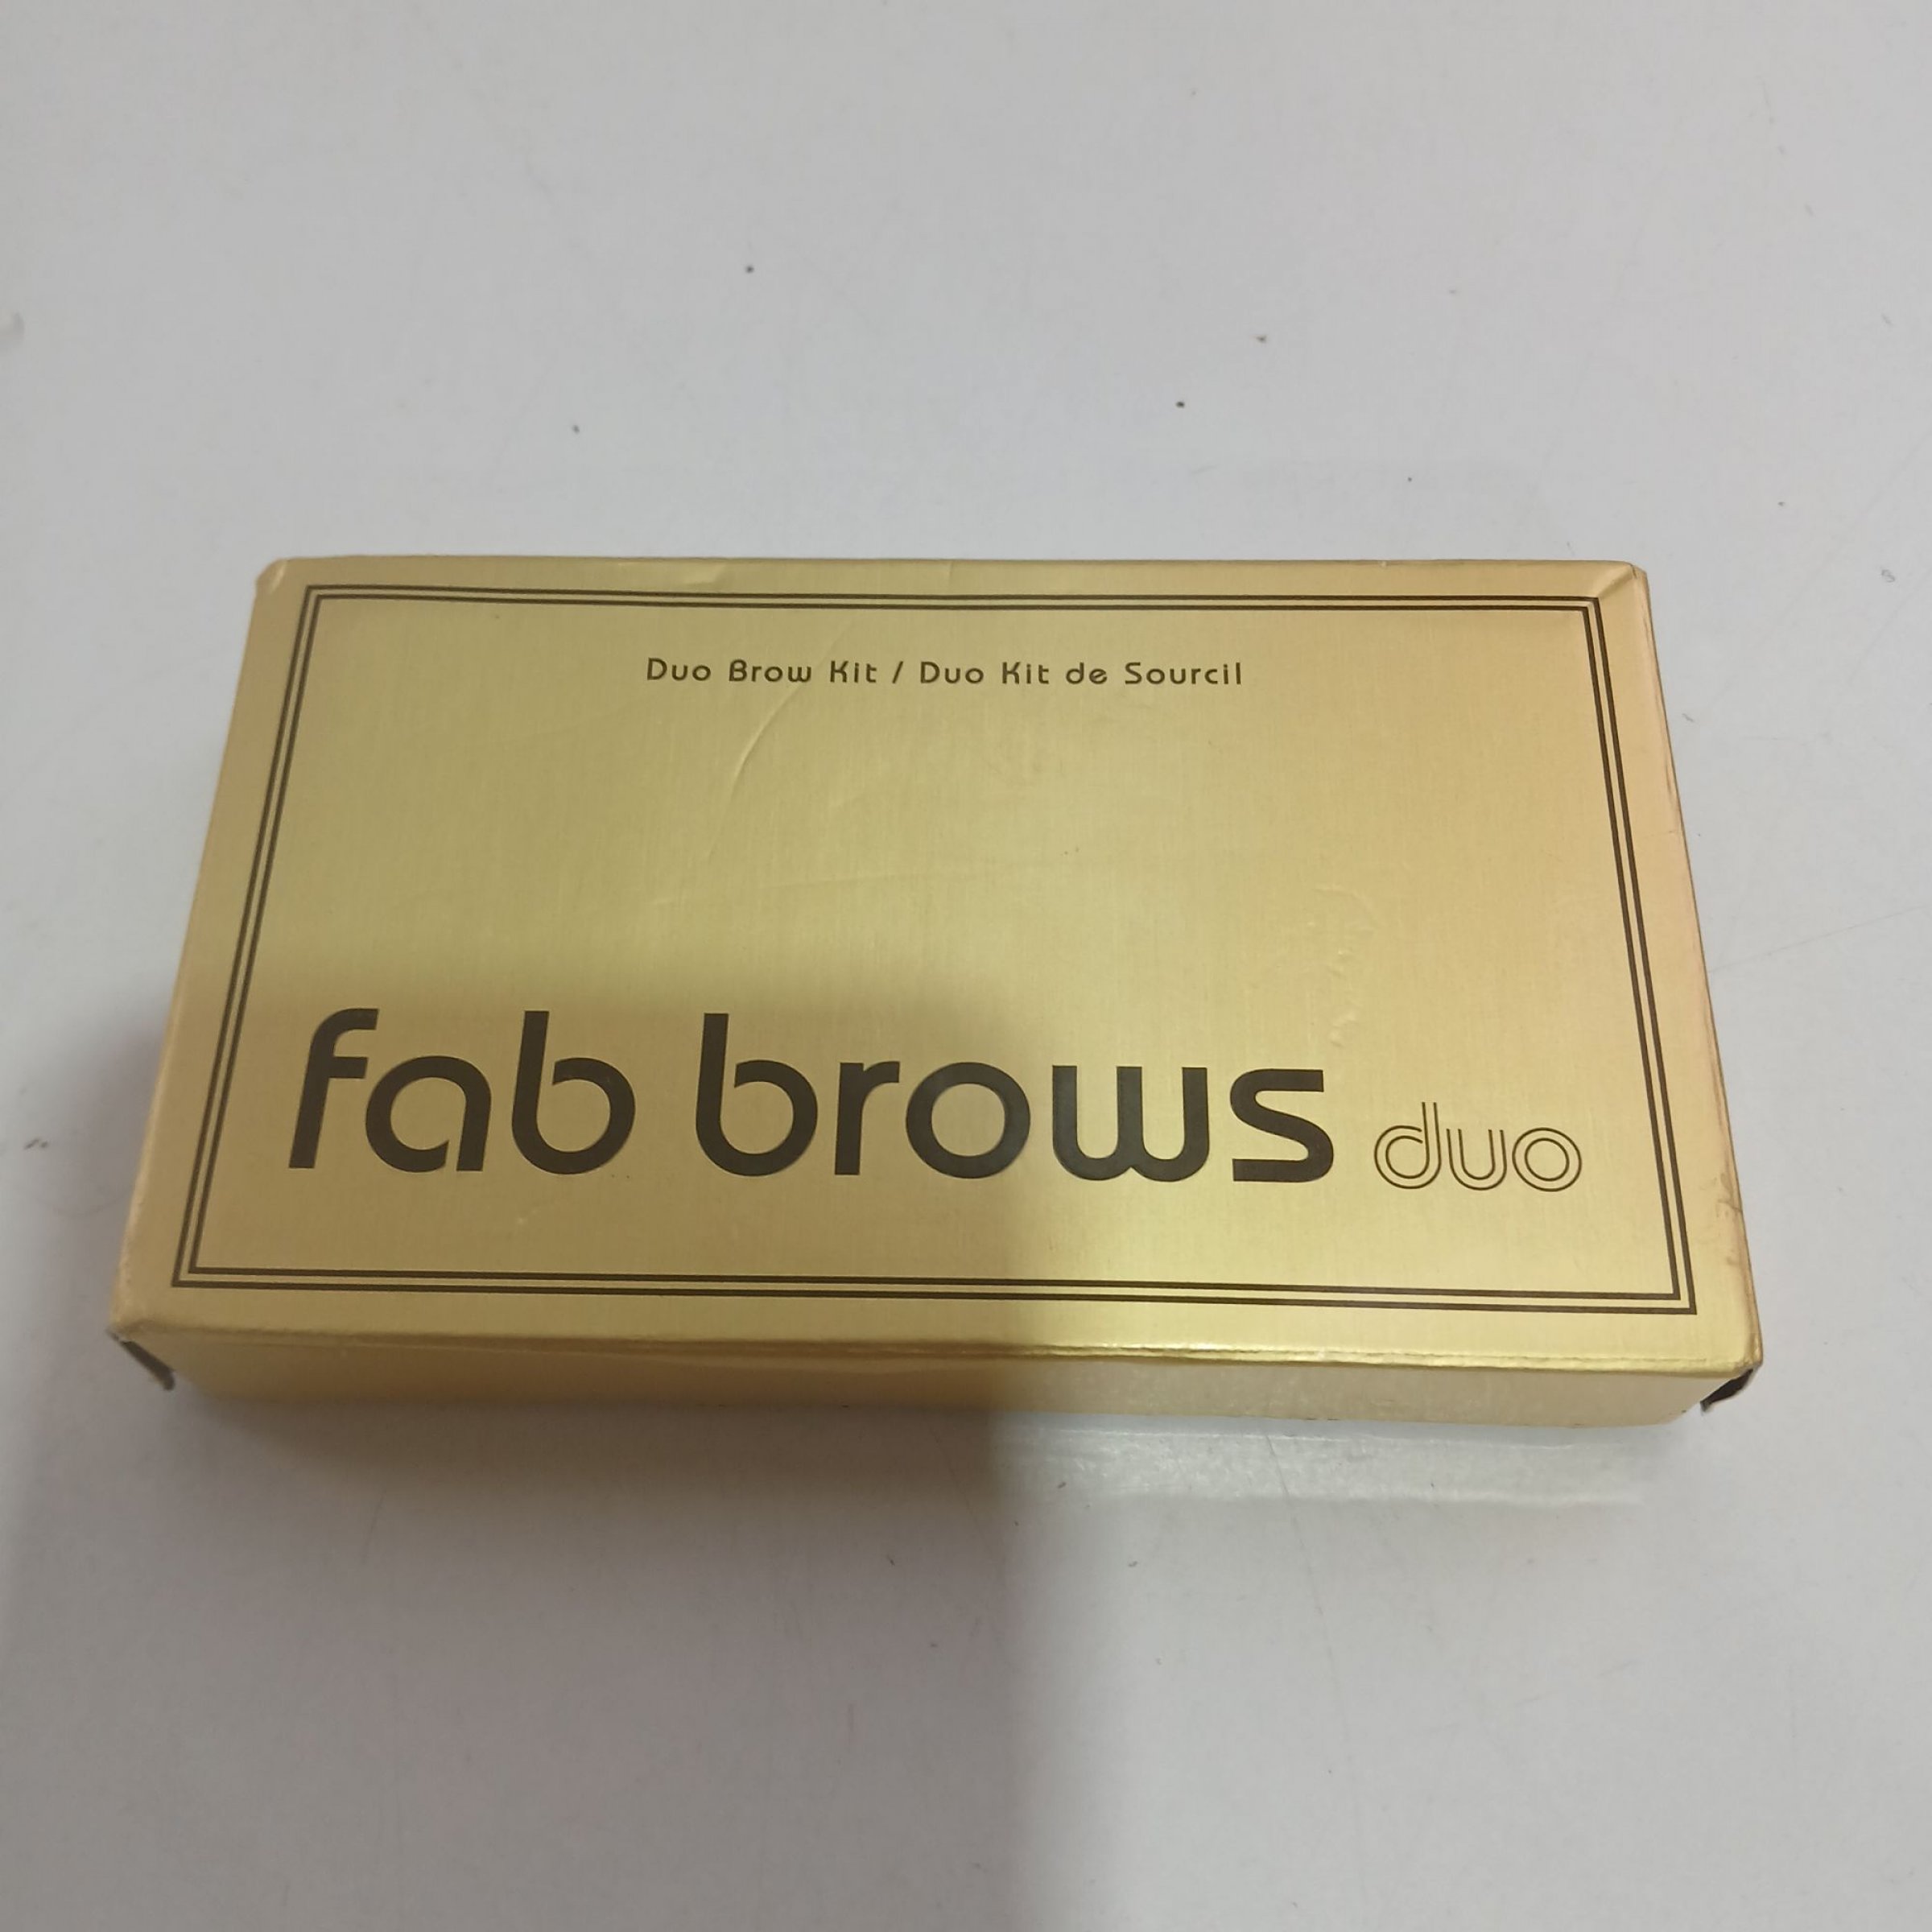 Duo Brow Kit / Duo Kit de Sourcil
fab brows duo